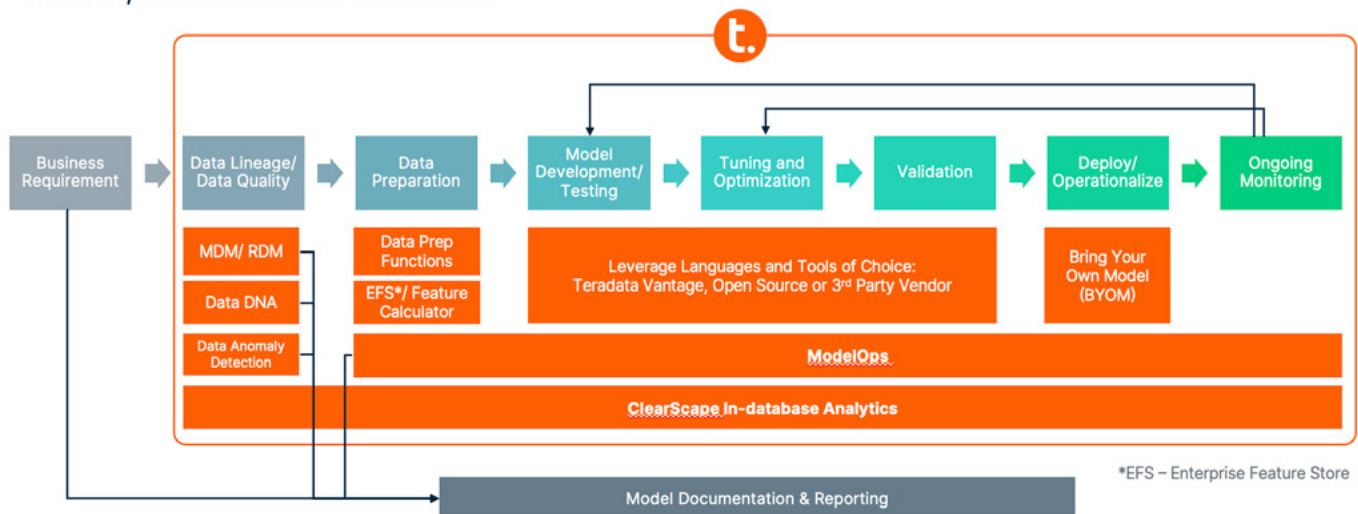 t.
Business
Requirement
Data Lineage/
Data Quality
Data
Preparation
Model
Development/
Testing
Tuning and
Optimization
Validation
Deploy/
Operationalize
Ongoing
Monitoring
MDM/ RDM
Data DNA
Data Anomaly
Detection
Data Prep
Functions
EFS*/ Feature
Calculator
Leverage Languages and Tools of Choice:
Teradata Vantage, Open Source or 3rd Party Vendor
Bring Your
Own Model
(BYOM)
ModelOps
ClearScape In-database Analytics
*EFS – Enterprise Feature Store
Model Documentation & Reporting